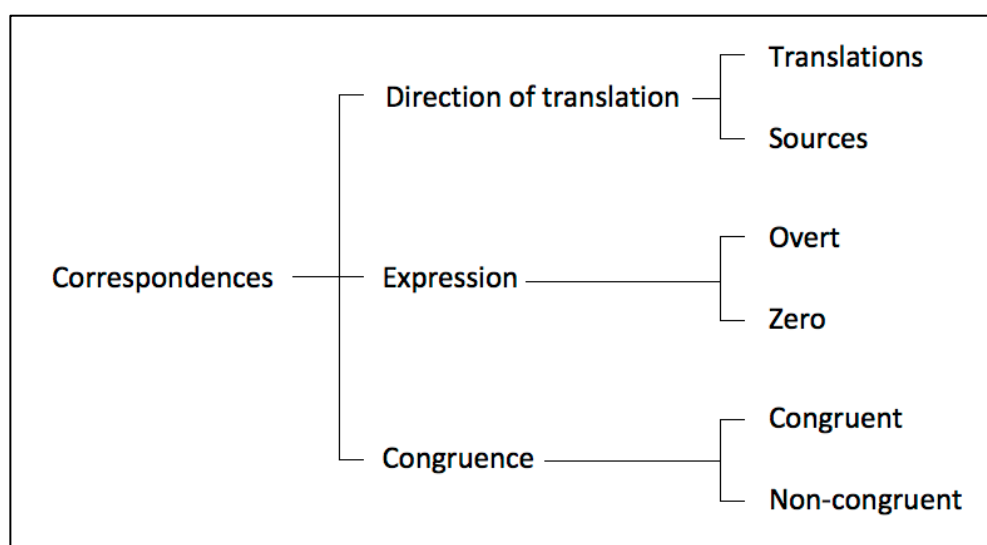 Correspondences
Direction of translation
Translations
Sources
Expression
Overt
Zero
Congruence
Congruent
Non-congruent